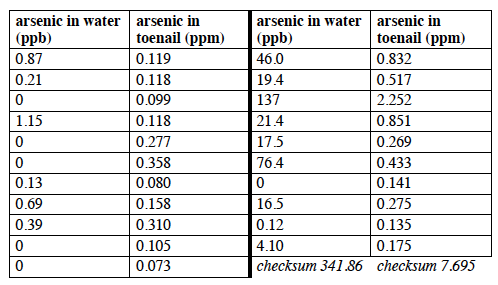 arsenic in water (ppb) arsenic in toenail (ppm) arsenic in water (ppb) arsenic in toenail (ppm)
0.87 0.119 46.0 0.832
0.21 0.118 19.4 0.517
0 0.099 137 2.252
1.15 0.118 21.4 0.851
0 0.277 17.5 0.269
0 0.358 76.4 0.433
0.13 0.080 0 0.141
0.69 0.158 16.5 0.275
0.39 0.310 0.12 0.135
0 0.105 4.10 0.175
0 0.073 checksum 341.86 checksum 7.695